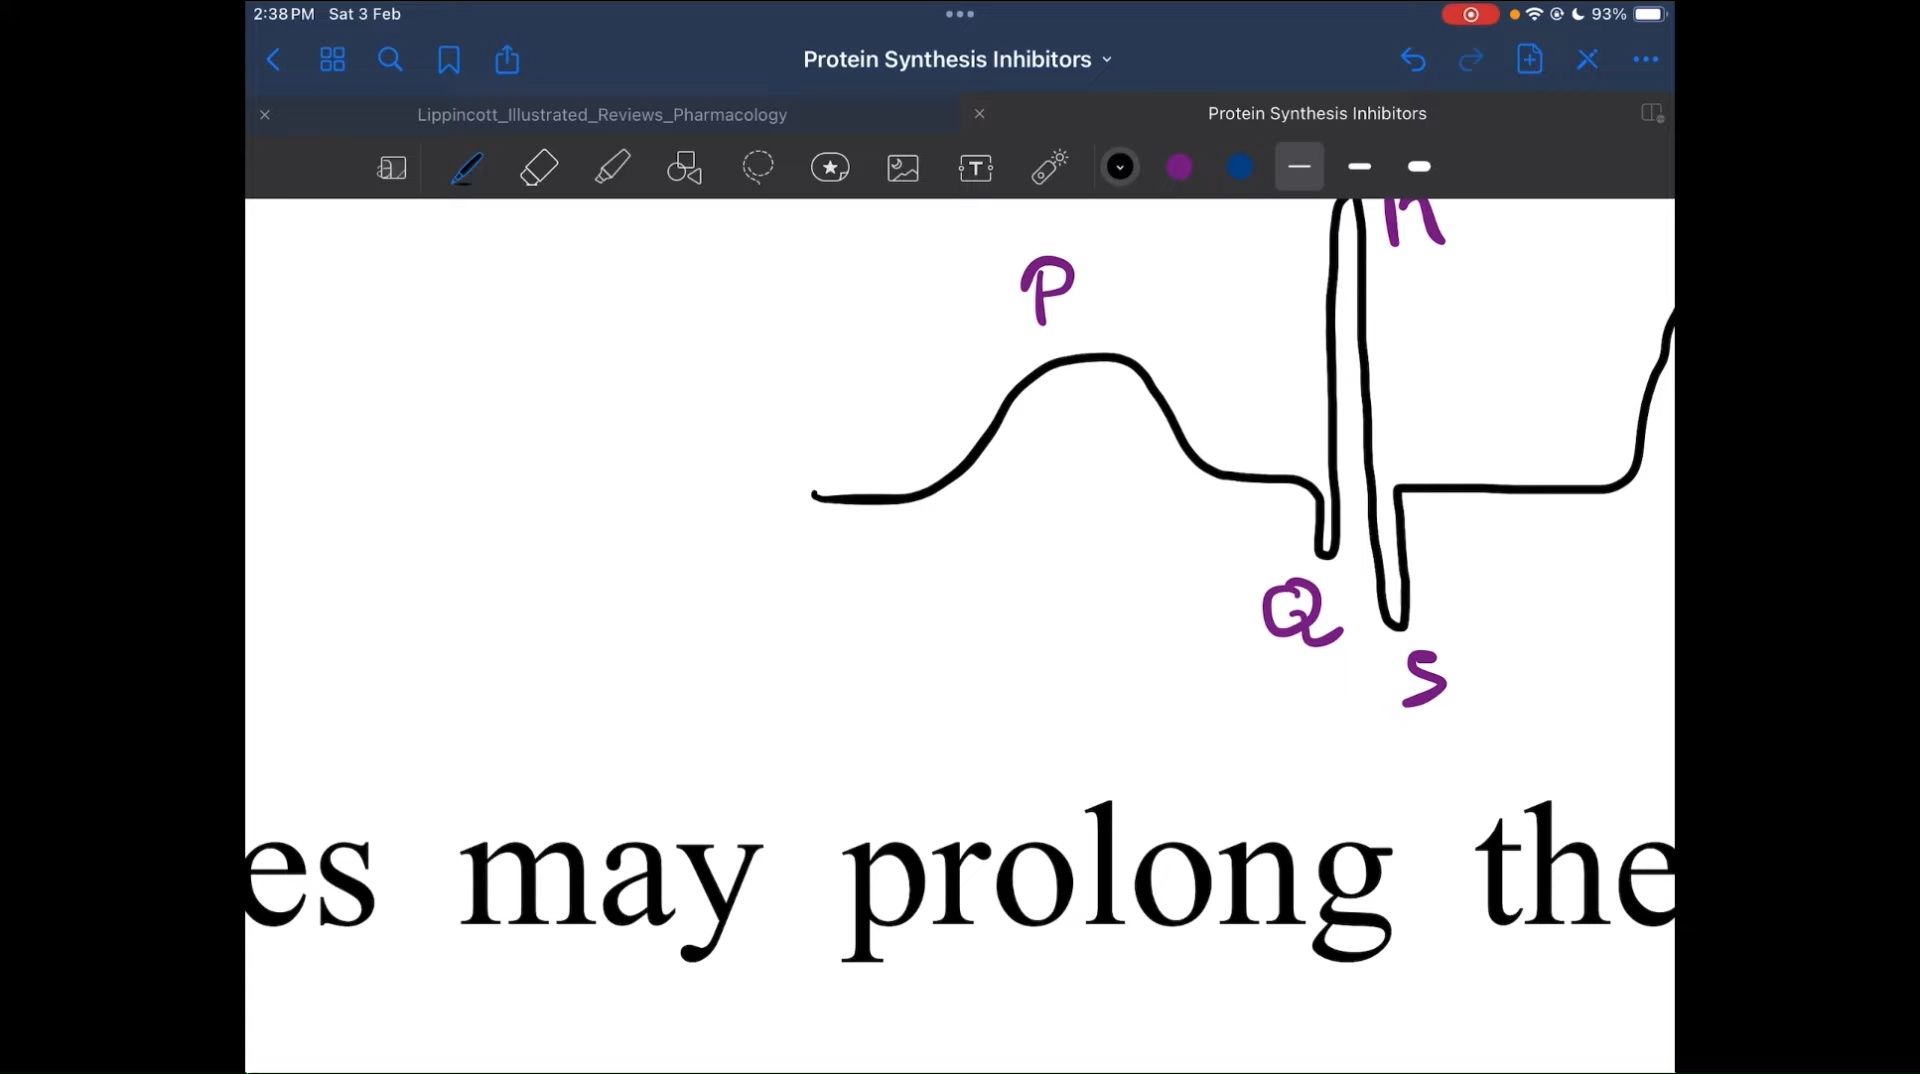 2:38 PM Sat 3 Feb 93%
Protein Synthesis Inhibitors
Lippincott_Illustrated_Reviews_Pharmacology Protein Synthesis Inhibitors
T
R
P
Q
S
es may prolong the